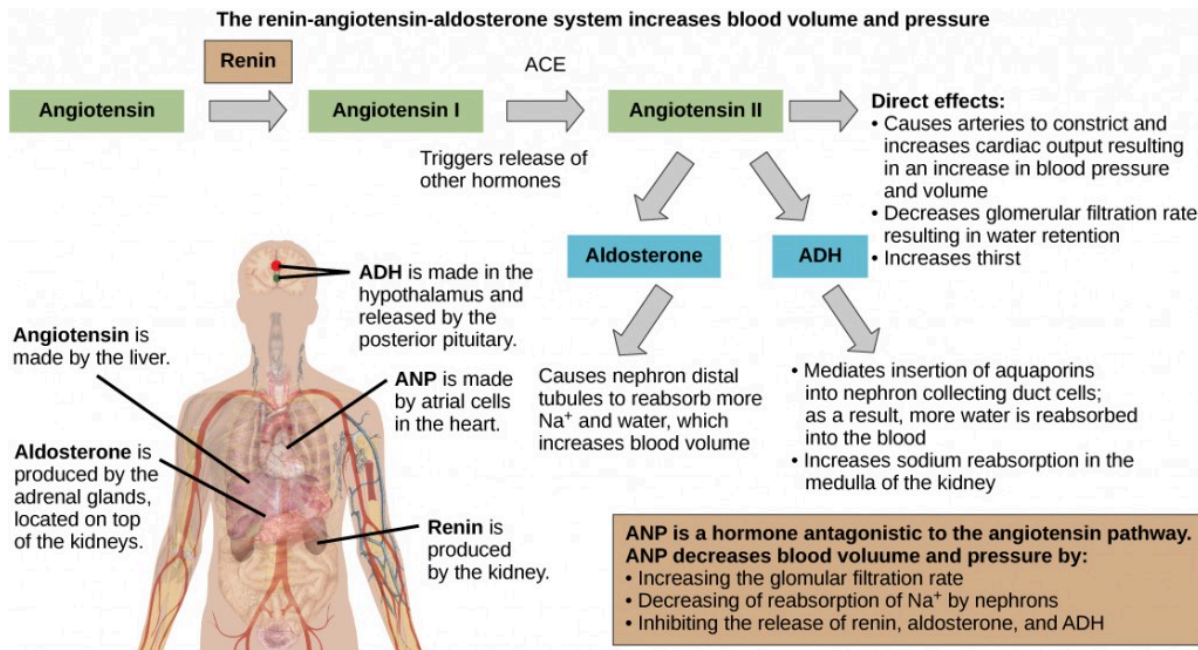 The renin-angiotensin-aldosterone system increases blood volume and pressure
Renin
ACE
Angiotensin
Angiotensin I
Angiotensin II
Direct effects:
• Causes arteries to constrict and
increases cardiac output resulting
in an increase in blood pressure
and volume
• Decreases glomerular filtration rate
resulting in water retention
• Increases thirst
Triggers release of
other hormones
Aldosterone
ADH
ADH is made in the
hypothalamus and
released by the
posterior pituitary.
Angiotensin is
made by the liver.
ANP is made
by atrial cells
in the heart.
Aldosterone is
produced by the
adrenal glands,
located on top
of the kidneys.
Renin is
produced
by the kidney.
Causes nephron distal
tubules to reabsorb more
Na⁺ and water, which
increases blood volume
• Mediates insertion of aquaporins
into nephron collecting duct cells;
as a result, more water is reabsorbed
into the blood
• Increases sodium reabsorption in the
medulla of the kidney
ANP is a hormone antagonistic to the angiotensin pathway.
ANP decreases blood voluume and pressure by:
• Increasing the glomular filtration rate
• Decreasing of reabsorption of Na⁺ by nephrons
• Inhibiting the release of renin, aldosterone, and ADH